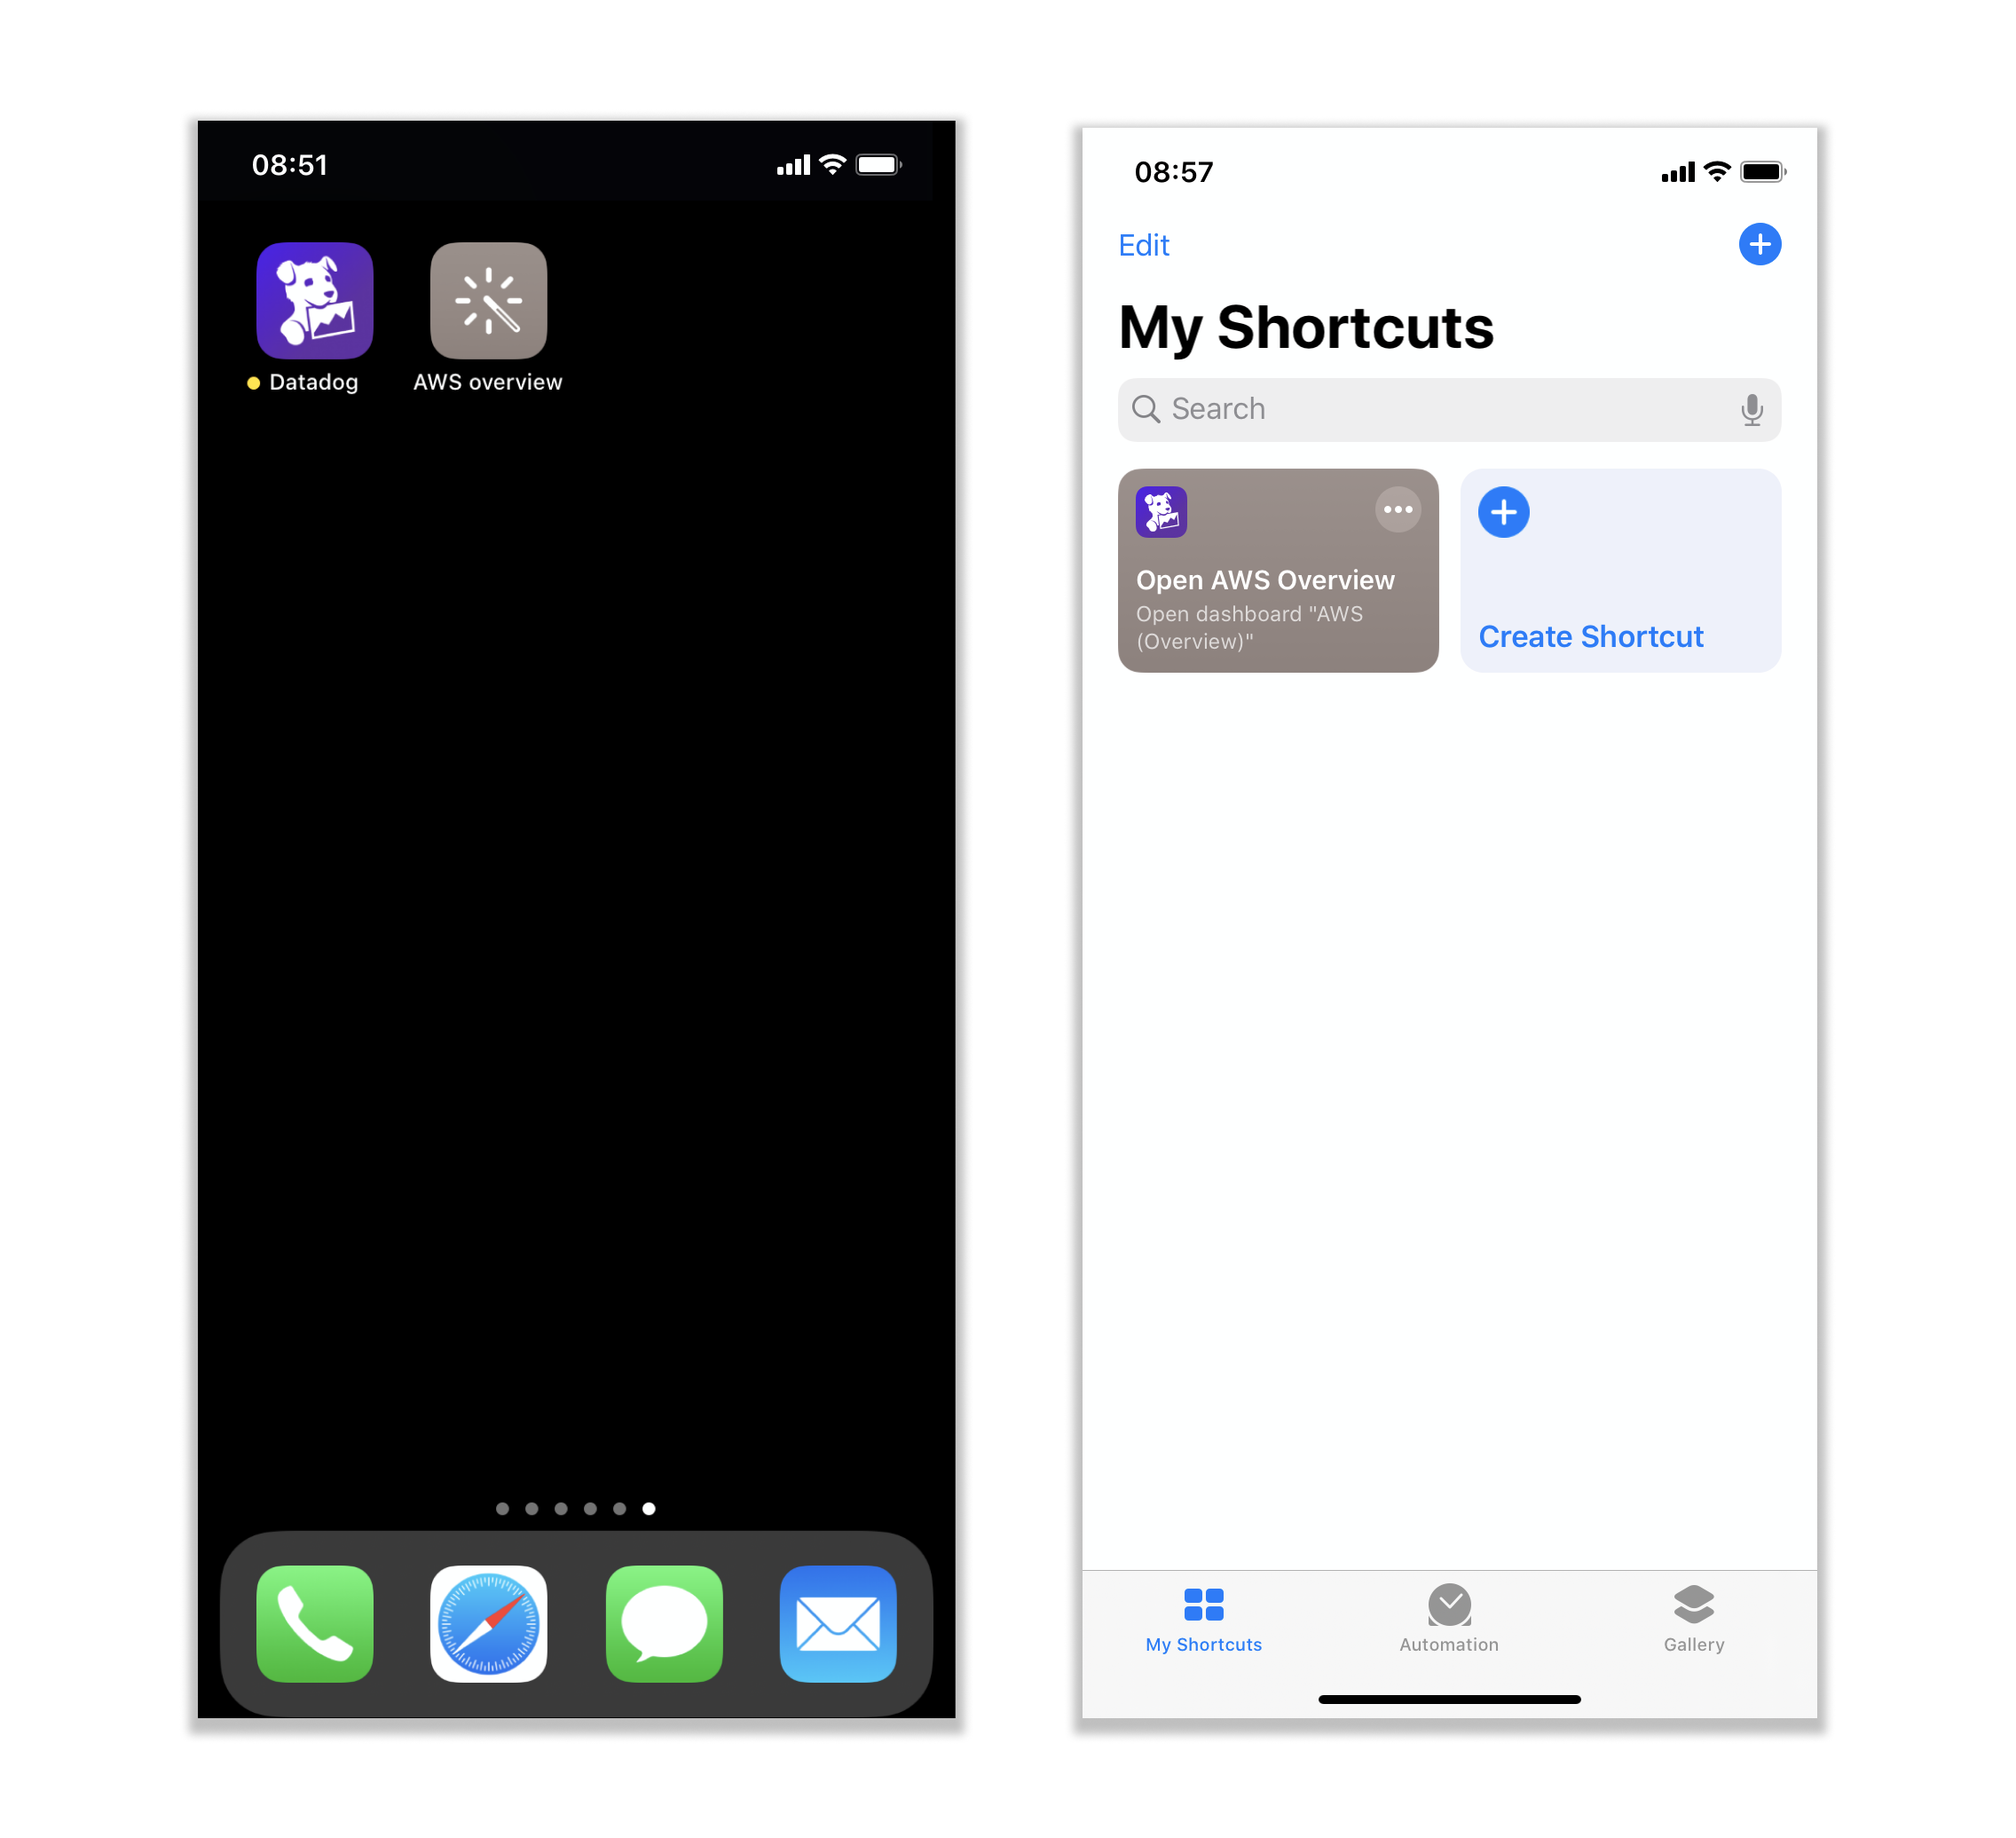 08:51
Datadog
AWS overview
08:57
Edit
My Shortcuts
Search
Open AWS Overview
Open dashboard "AWS
(Overview)"
Create Shortcut
My Shortcuts
Automation
Gallery